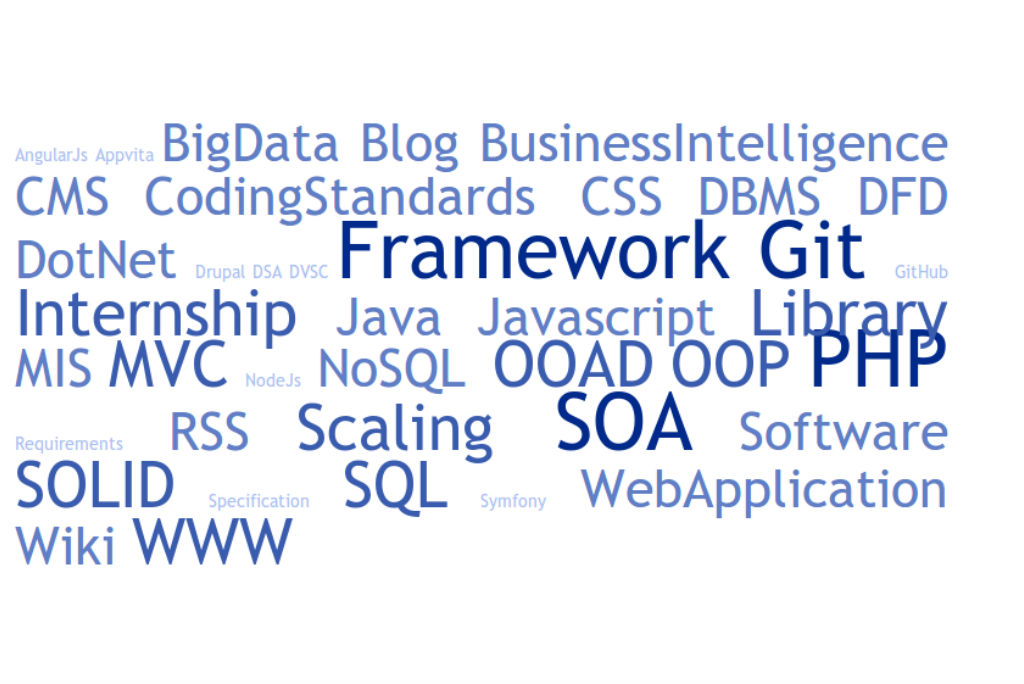 AngularJs Appvita BigData Blog BusinessIntelligence
CMS CodingStandards CSS DBMS DFD
DotNet Drupal DSA DVSC Framework Git GitHub
Internship Java Javascript Library
MIS MVC NodeJs NoSQL OOAD OOP PHP
Requirements RSS Scaling SOA Software
SOLID Specification SQL Symfony WebApplication
Wiki WWW